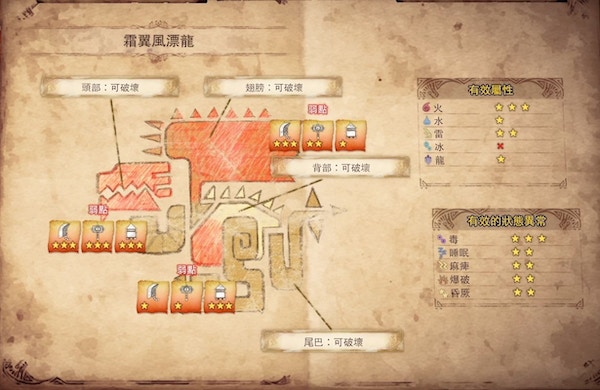 霜翼風漂龍
頭部：可破壞
翅膀：可破壞
弱點
背部：可破壞
弱點
弱點
尾巴：可破壞
有效屬性
火
水
雷
冰
龍
有效的狀態異常
毒
睡眠
麻痺
爆破
昏厥